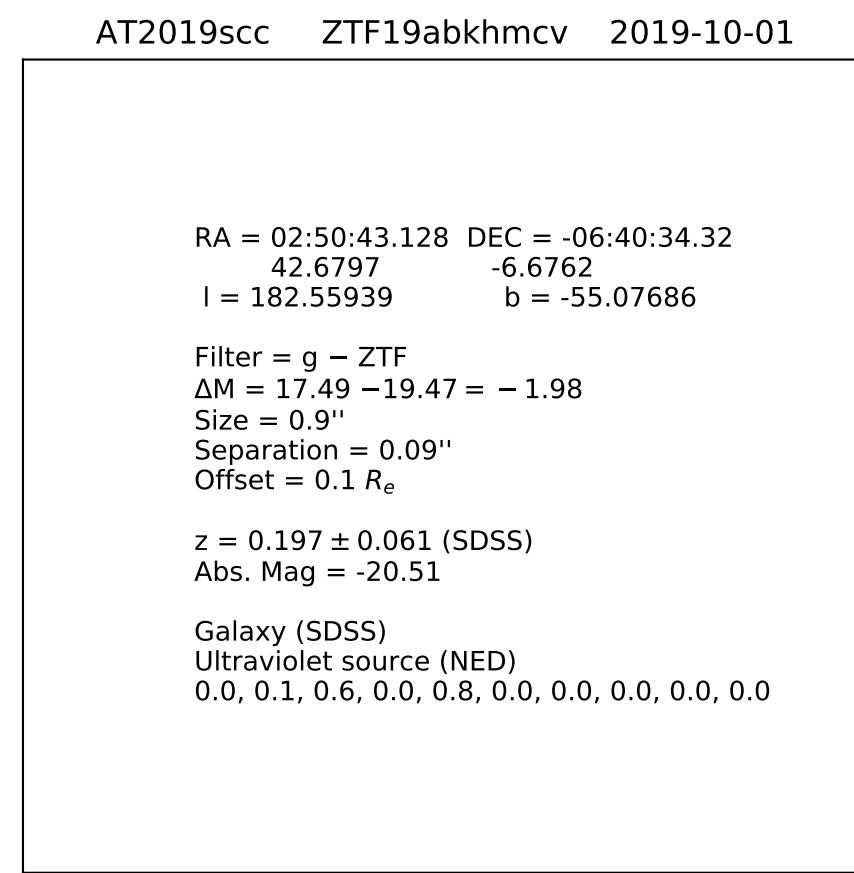 AT2019scc ZTF19abkhmcv 2019-10-01
RA = 02:50:43.128 DEC = -06:40:34.32
42.6797 -6.6762
l = 182.55939 b = -55.07686
Filter = g − ZTF
ΔM = 17.49 −19.47 = − 1.98
Size = 0.9''
Separation = 0.09''
Offset = 0.1 Re
z = 0.197 ± 0.061 (SDSS)
Abs. Mag = -20.51
Galaxy (SDSS)
Ultraviolet source (NED)
0.0, 0.1, 0.6, 0.0, 0.8, 0.0, 0.0, 0.0, 0.0, 0.0